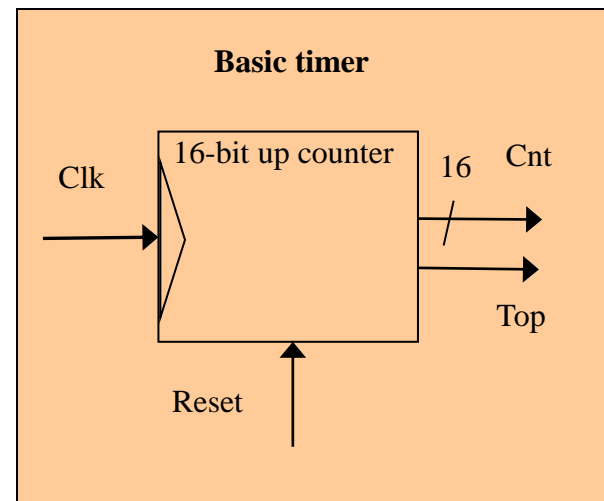 Basic timer
16-bit up counter
Clk
16
Cnt
Top
Reset